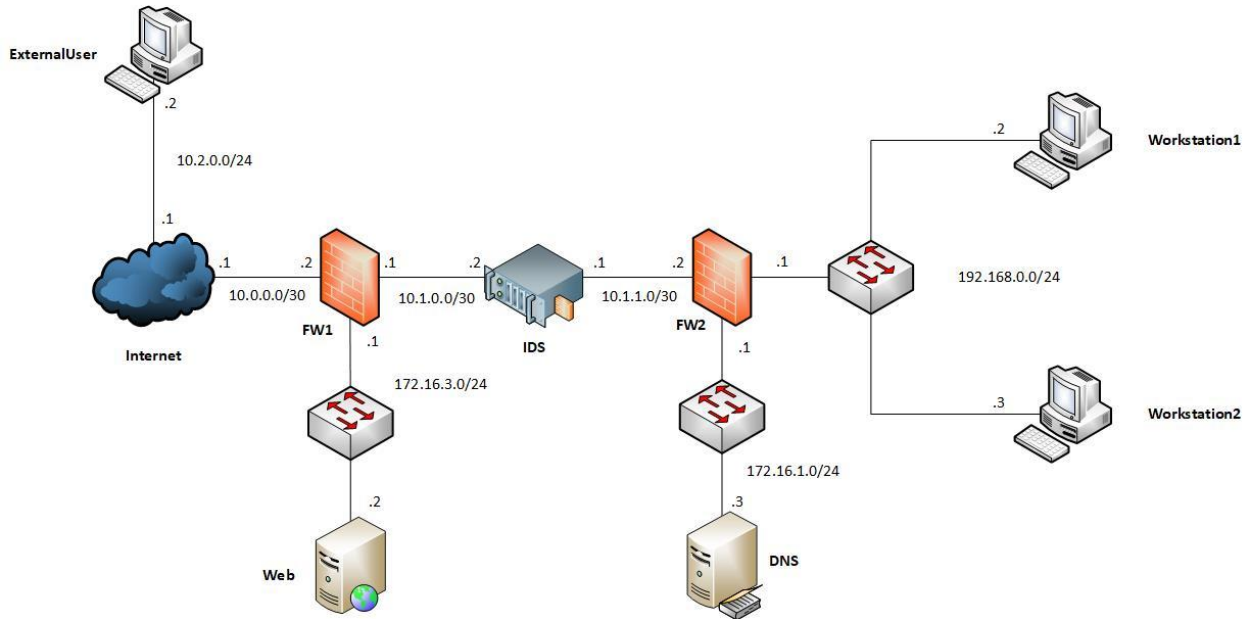 ExternalUser
.2
10.2.0.0/24
.1
.2
Workstation1
.1
.2
.1
.2
.1
.2
.1
192.168.0.0/24
10.0.0.0/30
10.1.0.0/30
10.1.1.0/30
FW1
IDS
FW2
Internet
.1
.1
172.16.3.0/24
.3
Workstation2
172.16.1.0/24
.2
.3
Web
DNS